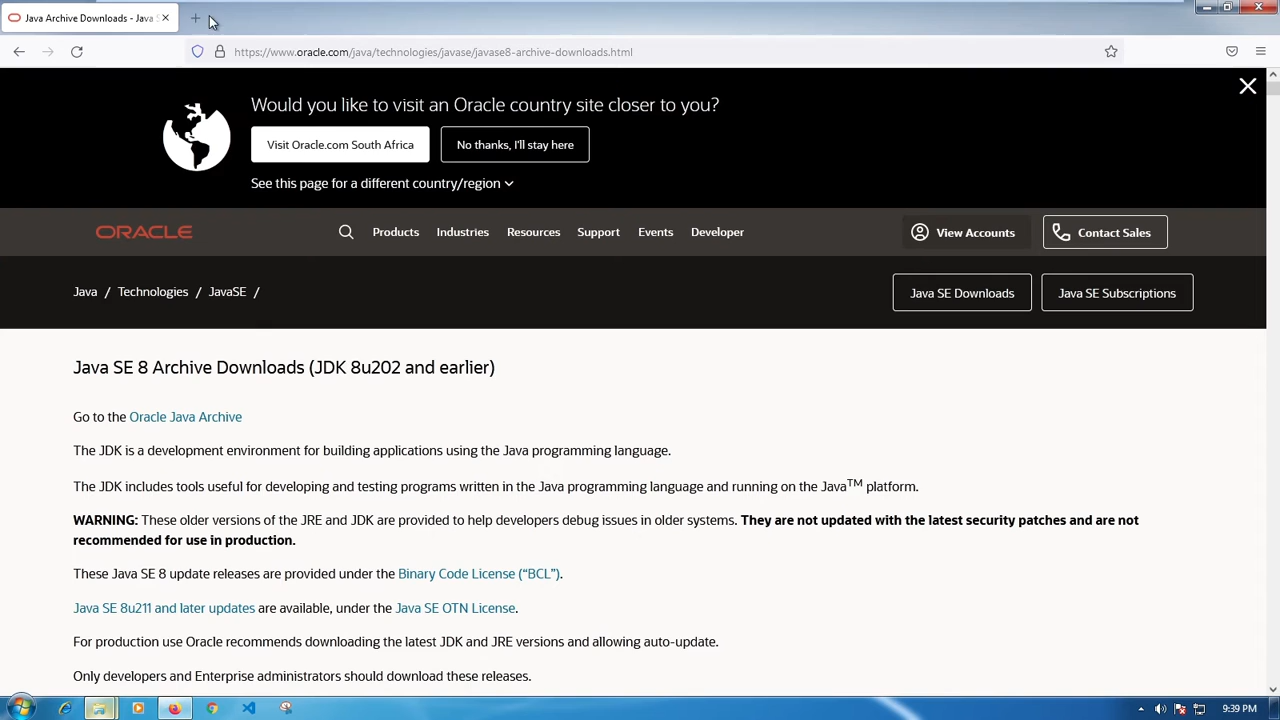 Java Archive Downloads - Java
https://www.oracle.com/java/technologies/javase/javase8-archive-downloads.html
Would you like to visit an Oracle country site closer to you?
Visit Oracle.com South Africa
No thanks, I'll stay here
See this page for a different country/region
ORACLE
Products
Industries
Resources
Support
Events
Developer
View Accounts
Contact Sales
Java / Technologies / JavaSE /
Java SE Downloads
Java SE Subscriptions
Java SE 8 Archive Downloads (JDK 8u202 and earlier)
Go to the Oracle Java Archive
The JDK is a development environment for building applications using the Java programming language.
The JDK includes tools useful for developing and testing programs written in the Java programming language and running on the Java™ platform.
WARNING: These older versions of the JRE and JDK are provided to help developers debug issues in older systems. They are not updated with the latest security patches and are not
recommended for use in production.
These Java SE 8 update releases are provided under the Binary Code License (“BCL”).
Java SE 8u211 and later updates are available, under the Java SE OTN License.
For production use Oracle recommends downloading the latest JDK and JRE versions and allowing auto-update.
Only developers and Enterprise administrators should download these releases.
9:39 PM